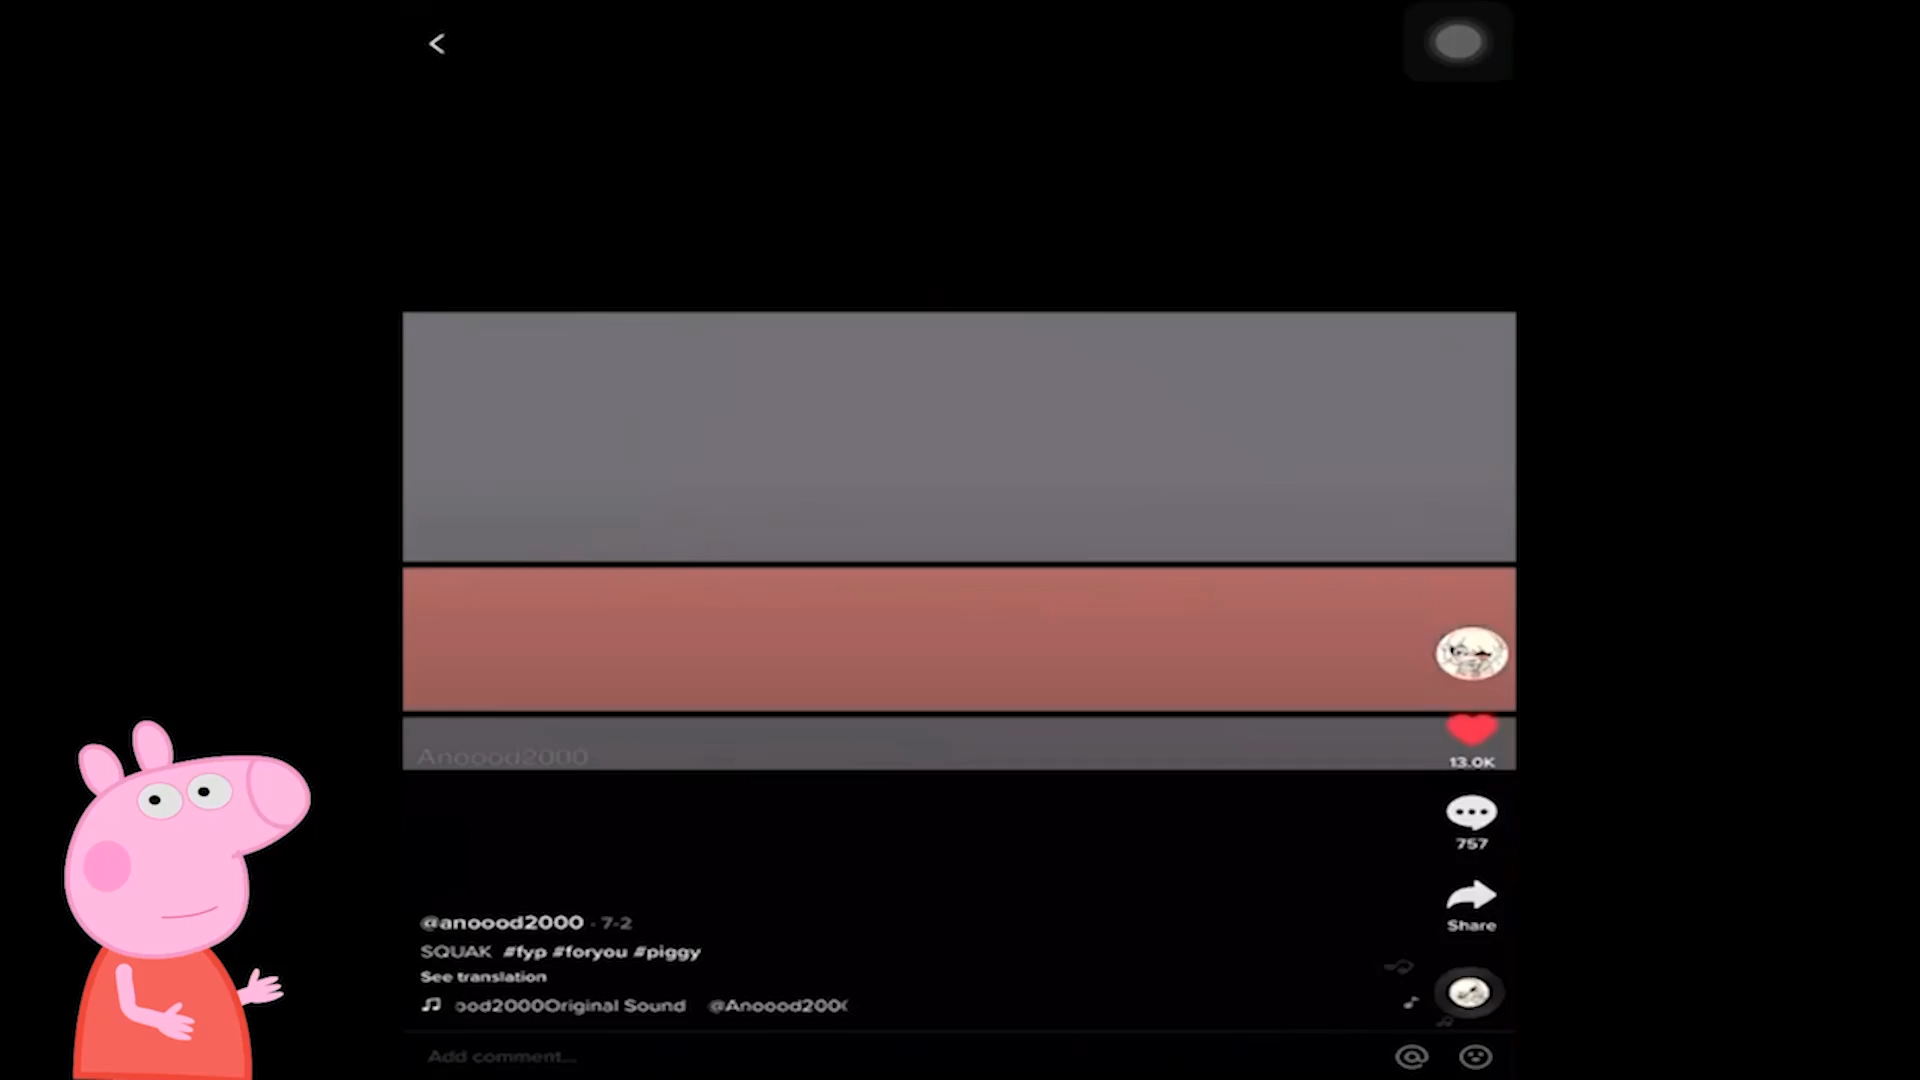 Anoood2000
13.0K
757
Share
@anoood2000 · 7-2
SQUAK #fyp #foryou #piggy
See translation
ood2000Original Sound @Anoood200
Add comment...